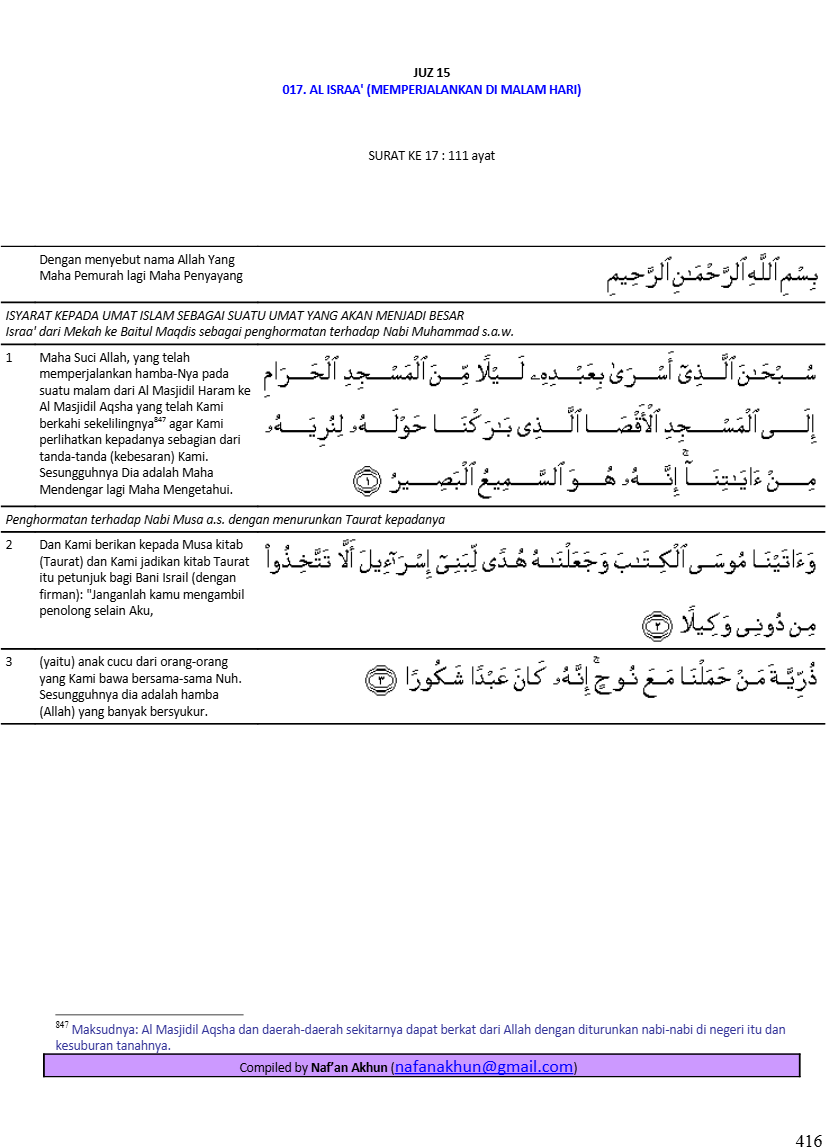 JUZ 15
017. AL ISRAA' (MEMPERJALANKAN DI MALAM HARI)
SURAT KE 17 : 111 ayat
Dengan menyebut nama Allah Yang
Maha Pemurah lagi Maha Penyayang
بِسْمِ ٱللَّهِ ٱلرَّحْمَـٰنِ ٱلرَّحِيمِ
ISYARAT KEPADA UMAT ISLAM SEBAGAI SUATU UMAT YANG AKAN MENJADI BESAR
Israa' dari Mekah ke Baitul Maqdis sebagai penghormatan terhadap Nabi Muhammad s.a.w.
1 Maha Suci Allah, yang telah
memperjalankan hamba-Nya pada
suatu malam dari Al Masjidil Haram ke
Al Masjidil Aqsha yang telah Kami
berkahi sekelilingnya⁸⁴⁷ agar Kami
perlihatkan kepadanya sebagian dari
tanda-tanda (kebesaran) Kami.
Sesungguhnya Dia adalah Maha
Mendengar lagi Maha Mengetahui.
سُبْحَـٰنَ ٱلَّذِىٓ أَسْرَىٰ بِعَبْدِهِۦ لَيْلًا مِّنَ ٱلْمَسْجِدِ ٱلْحَرَامِ
إِلَى ٱلْمَسْجِدِ ٱلْأَقْصَا ٱلَّذِى بَـٰرَكْنَا حَوْلَهُۥ لِنُرِيَهُۥ
مِنْ ءَايَـٰتِنَآ ۚ إِنَّهُۥ هُوَ ٱلسَّمِيعُ ٱلْبَصِيرُ ﴿١﴾
Penghormatan terhadap Nabi Musa a.s. dengan menurunkan Taurat kepadanya
2 Dan Kami berikan kepada Musa kitab
(Taurat) dan Kami jadikan kitab Taurat
itu petunjuk bagi Bani Israil (dengan
firman): "Janganlah kamu mengambil
penolong selain Aku,
وَءَاتَيْنَا مُوسَى ٱلْكِتَـٰبَ وَجَعَلْنَـٰهُ هُدًى لِّبَنِىٓ إِسْرَٰٓءِيلَ أَلَّا تَتَّخِذُوا۟
مِن دُونِى وَكِيلًا ﴿٢﴾
3 (yaitu) anak cucu dari orang-orang
yang Kami bawa bersama-sama Nuh.
Sesungguhnya dia adalah hamba
(Allah) yang banyak bersyukur.
ذُرِّيَّةَ مَنْ حَمَلْنَا مَعَ نُوحٍ ۚ إِنَّهُۥ كَانَ عَبْدًا شَكُورًا ﴿٣﴾
⁸⁴⁷ Maksudnya: Al Masjidil Aqsha dan daerah-daerah sekitarnya dapat berkat dari Allah dengan diturunkan nabi-nabi di negeri itu dan
kesuburan tanahnya.
Compiled by Naf'an Akhun (nafanakhun@gmail.com)
416